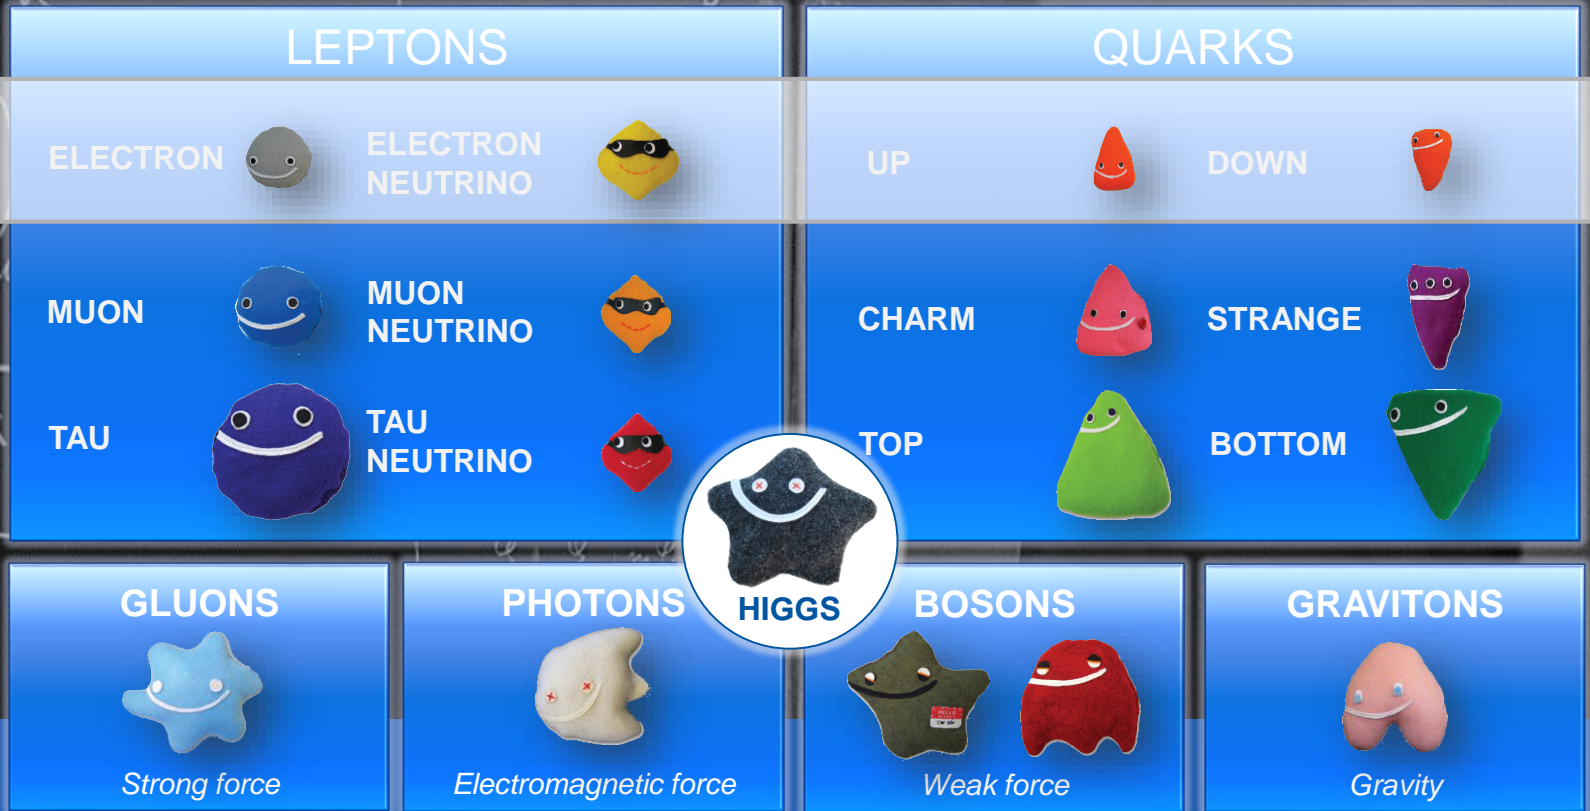 LEPTONS
QUARKS
ELECTRON
ELECTRON
NEUTRINO
UP
DOWN
MUON
MUON
NEUTRINO
CHARM
STRANGE
TAU
TAU
NEUTRINO
TOP
BOTTOM
HIGGS
GLUONS
PHOTONS
BOSONS
GRAVITONS
HELLO
Strong force
Electromagnetic force
Weak force
Gravity